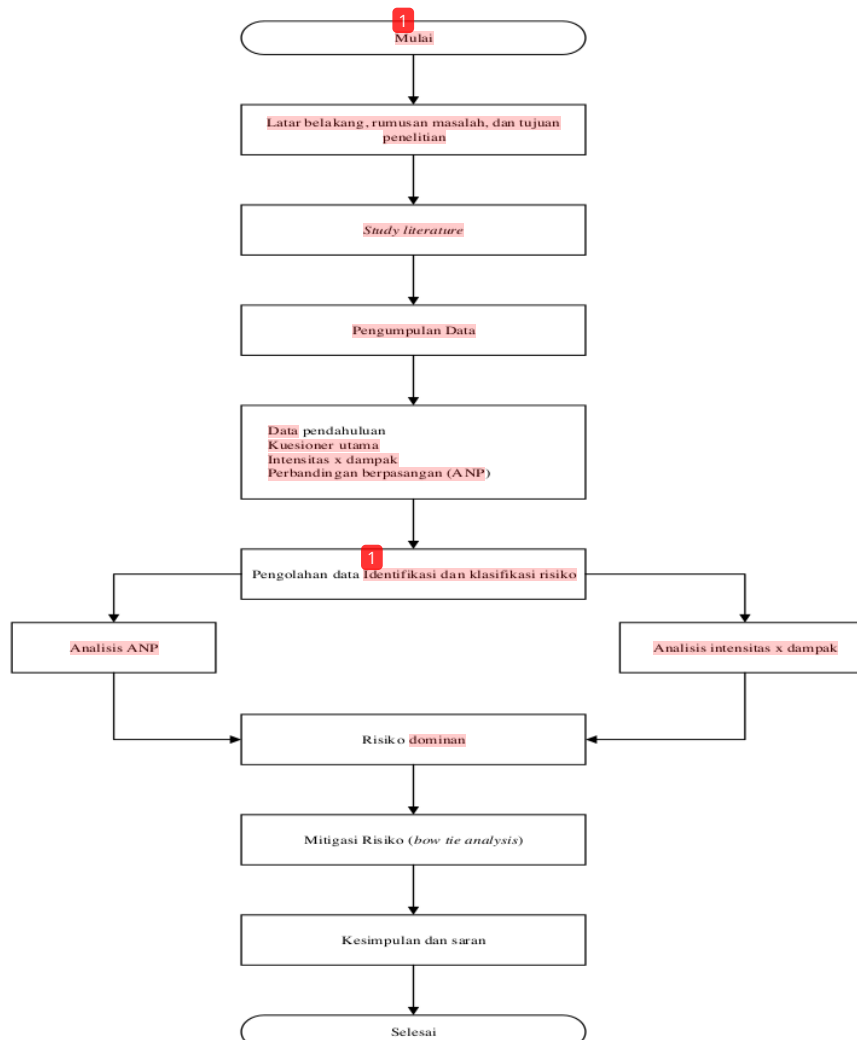 1
Mulai
Latar belakang, rumusan masalah, dan tujuan
penelitian
Study literature
Pengumpulan Data
Data pendahuluan
Kuesioner utama
Intensitas x dampak
Perbandingan berpasangan (ANP)
1
Pengolahan data Identifikasi dan klasifikasi risiko
Analisis ANP
Analisis intensitas x dampak
Risiko dominan
Mitigasi Risiko (bow tie analysis)
Kesimpulan dan saran
Selesai